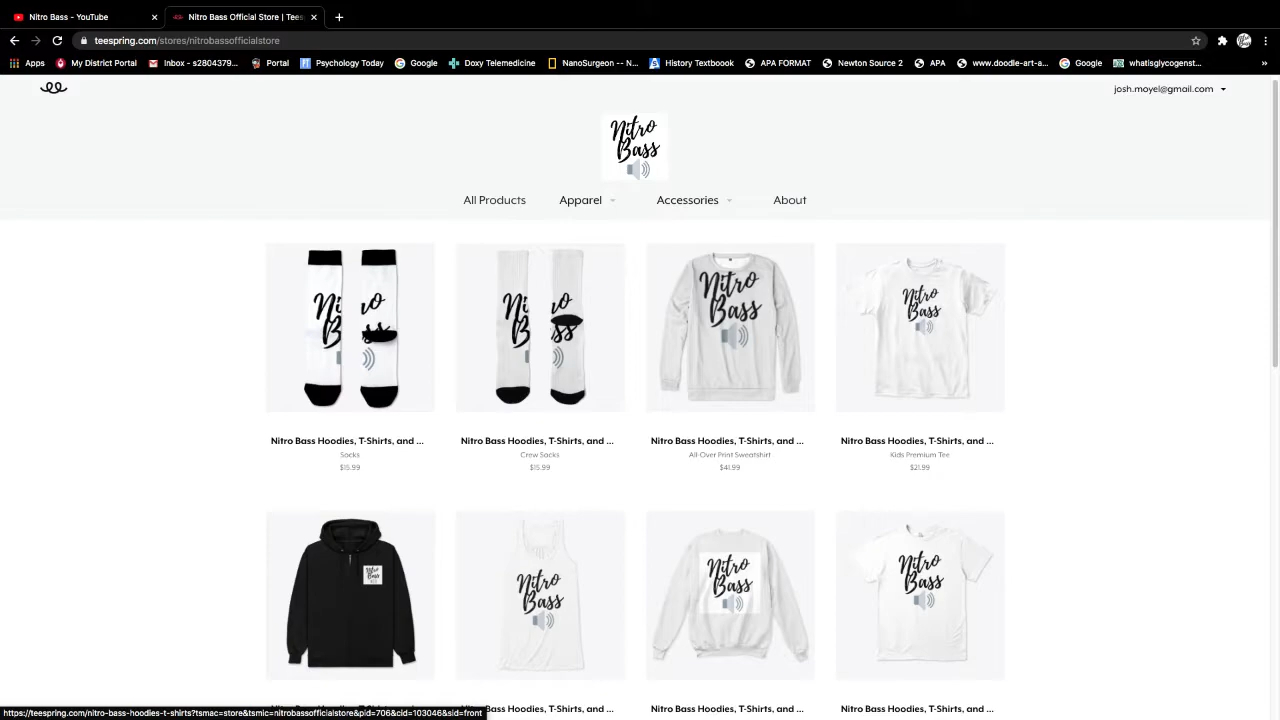 Nitro Bass - YouTube
Nitro Bass Official Store | Tees
teespring.com/stores/nitrobassofficialstore
Apps My District Portal Inbox - s2804379... Portal Psychology Today Google Doxy Telemedicine NanoSurgeon -- N... History Textboook APA FORMAT Newton Source 2 APA www.doodle-art-a... Google whatisglycogenst... »
josh.moyel@gmail.com
Nitro
Bass
All Products Apparel Accessories About
Nitro
Bass
Nitro
Bass
Nitro Bass Hoodies, T-Shirts, and ... Nitro Bass Hoodies, T-Shirts, and ... Nitro Bass Hoodies, T-Shirts, and ... Nitro Bass Hoodies, T-Shirts, and ...
Socks Crew Socks All-Over Print Sweatshirt Kids Premium Tee
$15.99 $15.99 $41.99 $21.99
Nitro
Bass
Nitro
Bass
Nitro
Bass
Nitro
Bass
https://teespring.com/nitro-bass-hoodies-t-shirts?tsmac=store&tsmic=nitrobassofficialstore&pid=706&cid=103046&sid=front
Nitro Bass Hoodies, T-Shirts, and ... Nitro Bass Hoodies, T-Shirts, and ...